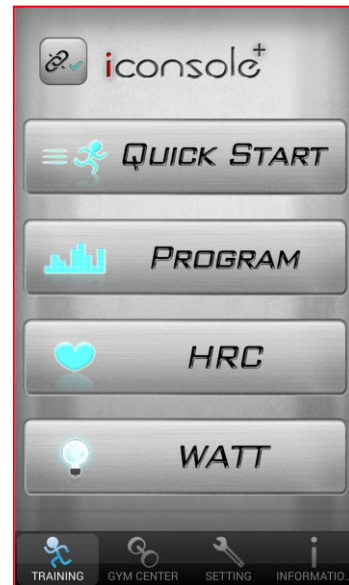 iconsole+
QUICK START
PROGRAM
HRC
WATT
TRAINING GYM CENTER SETTING INFORMATIO